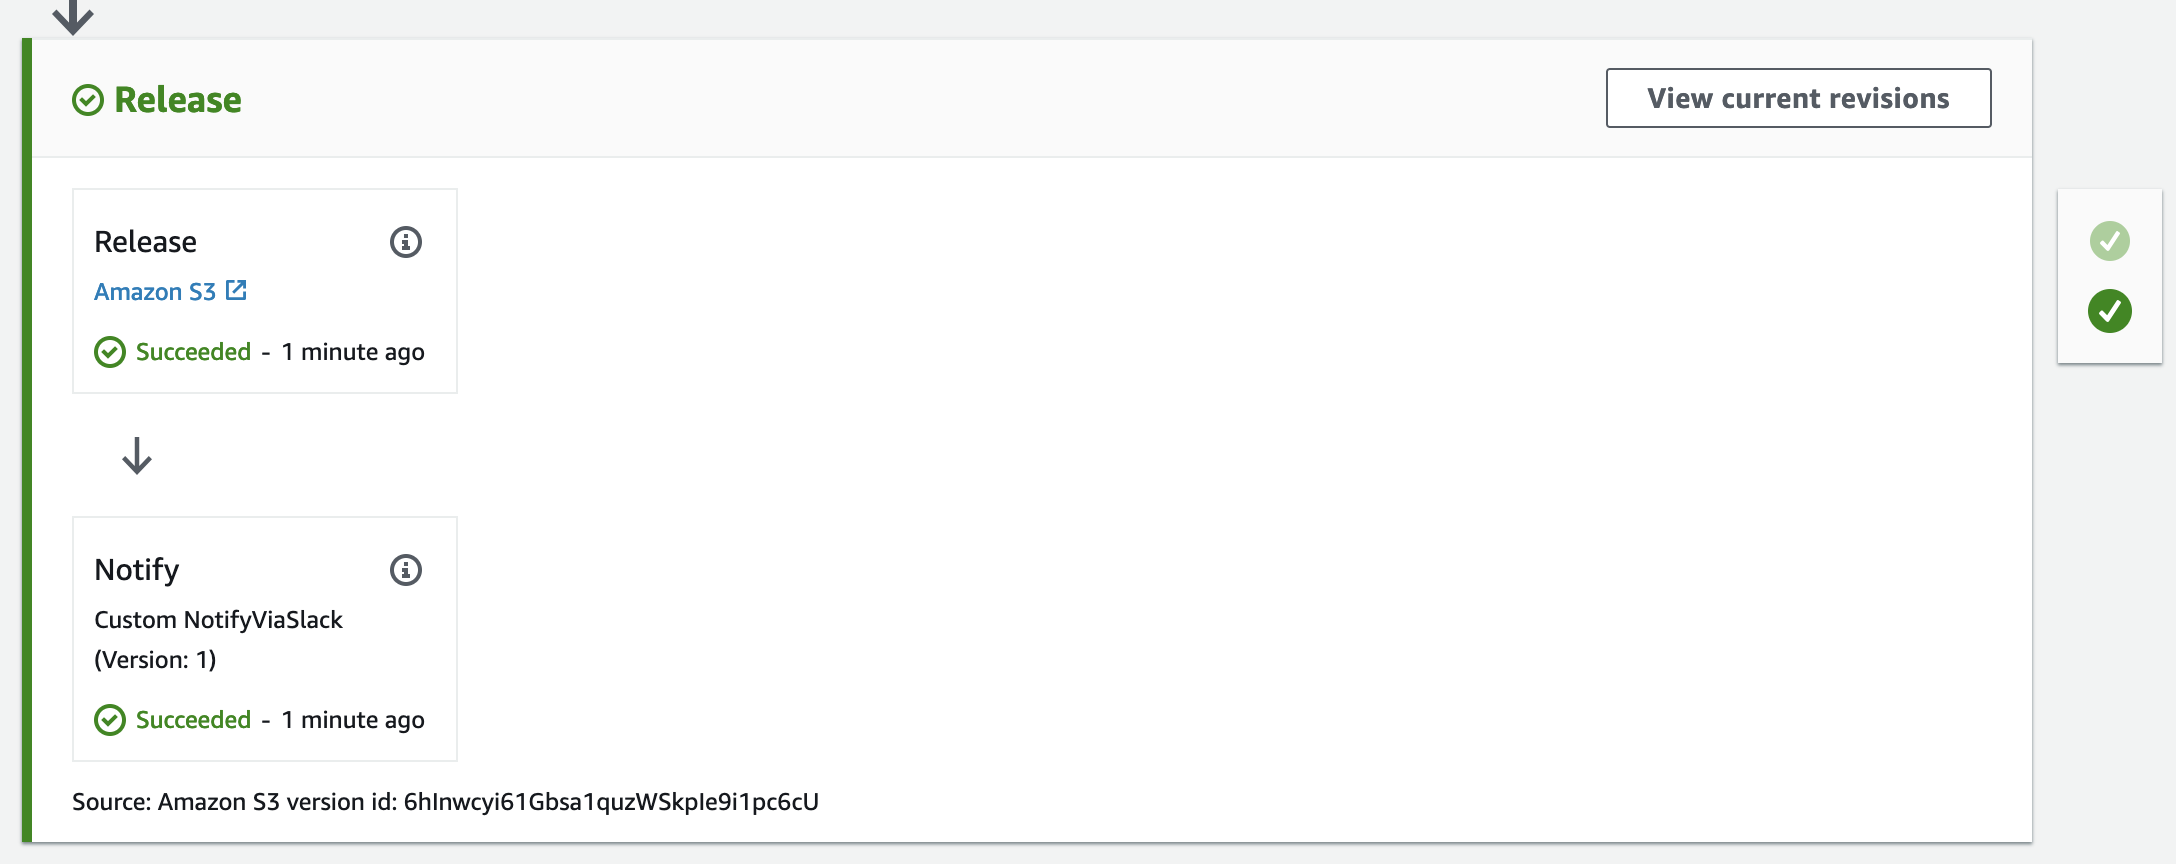 Release
View current revisions
Release
Amazon S3
Succeeded - 1 minute ago
Notify
Custom NotifyViaSlack
(Version: 1)
Succeeded - 1 minute ago
Source: Amazon S3 version id: 6hInwcyi61Gbsa1quzWSkpIe9i1pc6cU